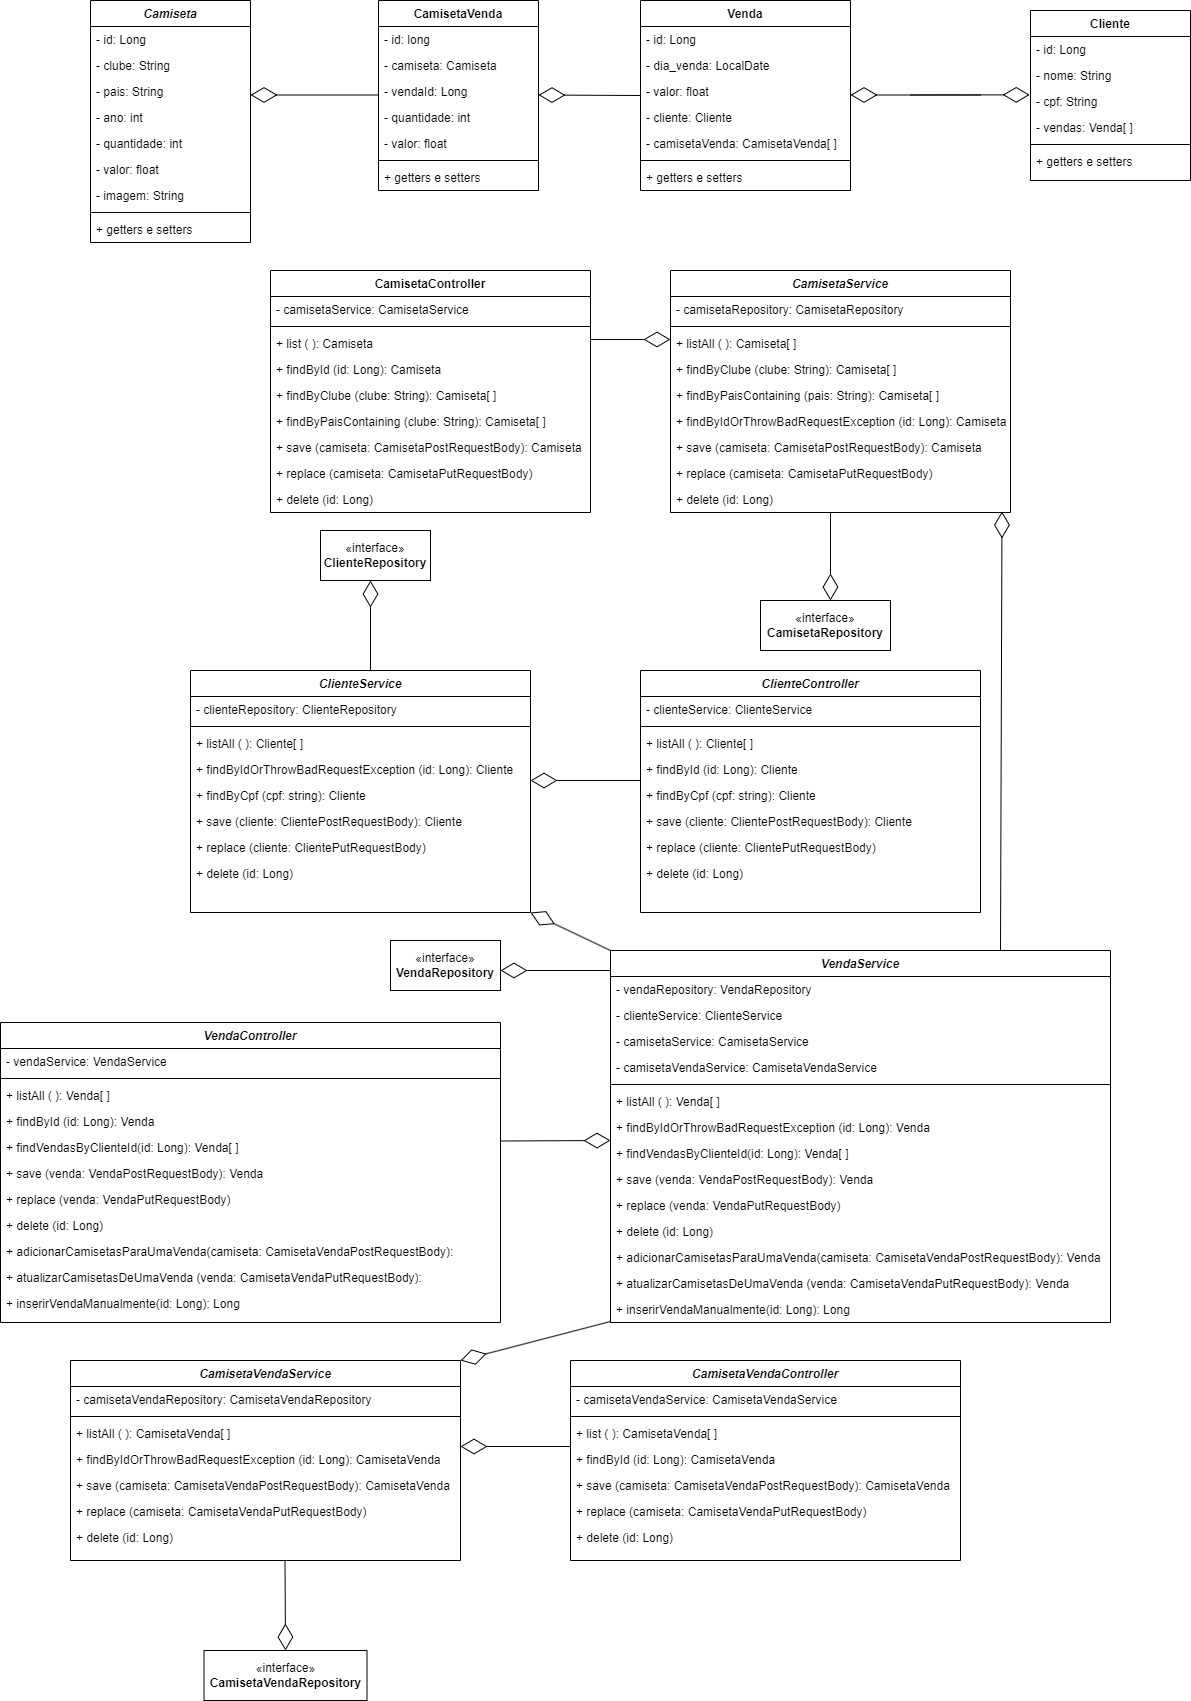 Camiseta
- id: Long
- clube: String
- pais: String
- ano: int
- quantidade: int
- valor: float
- imagem: String
+ getters e setters
CamisetaVenda
- id: long
- camiseta: Camiseta
- vendaId: Long
- quantidade: int
- valor: float
+ getters e setters
Venda
- id: Long
- dia_venda: LocalDate
- valor: float
- cliente: Cliente
- camisetaVenda: CamisetaVenda[ ]
+ getters e setters
Cliente
- id: Long
- nome: String
- cpf: String
- vendas: Venda[ ]
+ getters e setters
CamisetaController
- camisetaService: CamisetaService
+ list ( ): Camiseta
+ findById (id: Long): Camiseta
+ findByClube (clube: String): Camiseta[ ]
+ findByPaisContaining (clube: String): Camiseta[ ]
+ save (camiseta: CamisetaPostRequestBody): Camiseta
+ replace (camiseta: CamisetaPutRequestBody)
+ delete (id: Long)
CamisetaService
- camisetaRepository: CamisetaRepository
+ listAll ( ): Camiseta[ ]
+ findByClube (clube: String): Camiseta[ ]
+ findByPaisContaining (pais: String): Camiseta[ ]
+ findByIdOrThrowBadRequestException (id: Long): Camiseta
+ save (camiseta: CamisetaPostRequestBody): Camiseta
+ replace (camiseta: CamisetaPutRequestBody)
+ delete (id: Long)
«interface»
ClienteRepository
«interface»
CamisetaRepository
ClienteService
- clienteRepository: ClienteRepository
+ listAll ( ): Cliente[ ]
+ findByIdOrThrowBadRequestException (id: Long): Cliente
+ findByCpf (cpf: string): Cliente
+ save (cliente: ClientePostRequestBody): Cliente
+ replace (cliente: ClientePutRequestBody)
+ delete (id: Long)
ClienteController
- clienteService: ClienteService
+ listAll ( ): Cliente[ ]
+ findById (id: Long): Cliente
+ findByCpf (cpf: string): Cliente
+ save (cliente: ClientePostRequestBody): Cliente
+ replace (cliente: ClientePutRequestBody)
+ delete (id: Long)
«interface»
VendaRepository
VendaService
- vendaRepository: VendaRepository
- clienteService: ClienteService
- camisetaService: CamisetaService
- camisetaVendaService: CamisetaVendaService
+ listAll ( ): Venda[ ]
+ findByIdOrThrowBadRequestException (id: Long): Venda
+ findVendasByClienteId(id: Long): Venda[ ]
+ save (venda: VendaPostRequestBody): Venda
+ replace (venda: VendaPutRequestBody)
+ delete (id: Long)
+ adicionarCamisetasParaUmaVenda(camiseta: CamisetaVendaPostRequestBody): Venda
+ atualizarCamisetasDeUmaVenda (venda: CamisetaVendaPutRequestBody): Venda
+ inserirVendaManualmente(id: Long): Long
VendaController
- vendaService: VendaService
+ listAll ( ): Venda[ ]
+ findById (id: Long): Venda
+ findVendasByClienteId(id: Long): Venda[ ]
+ save (venda: VendaPostRequestBody): Venda
+ replace (venda: VendaPutRequestBody)
+ delete (id: Long)
+ adicionarCamisetasParaUmaVenda(camiseta: CamisetaVendaPostRequestBody):
+ atualizarCamisetasDeUmaVenda (venda: CamisetaVendaPutRequestBody):
+ inserirVendaManualmente(id: Long): Long
CamisetaVendaService
- camisetaVendaRepository: CamisetaVendaRepository
+ listAll ( ): CamisetaVenda[ ]
+ findByIdOrThrowBadRequestException (id: Long): CamisetaVenda
+ save (camiseta: CamisetaVendaPostRequestBody): CamisetaVenda
+ replace (camiseta: CamisetaVendaPutRequestBody)
+ delete (id: Long)
CamisetaVendaController
- camisetaVendaService: CamisetaVendaService
+ list ( ): CamisetaVenda[ ]
+ findById (id: Long): CamisetaVenda
+ save (camiseta: CamisetaVendaPostRequestBody): CamisetaVenda
+ replace (camiseta: CamisetaVendaPutRequestBody)
+ delete (id: Long)
«interface»
CamisetaVendaRepository